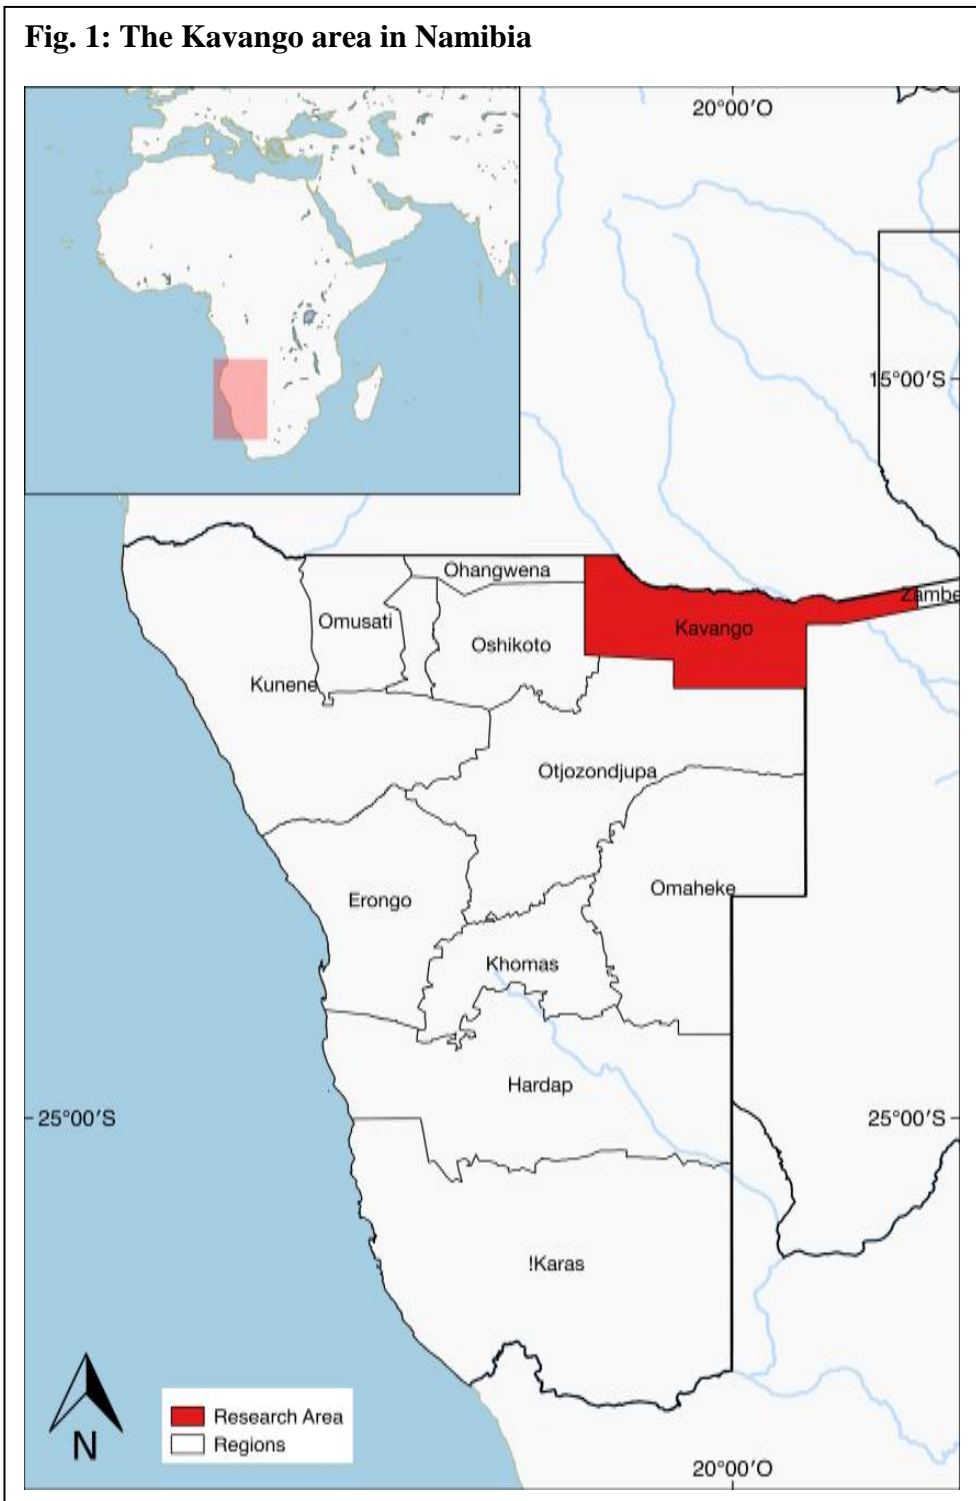 Fig. 1: The Kavango area in Namibia
20°00′O
15°00′S
Ohangwena
Zambe
Omusati
Kavango
Oshikoto
Kunene
Otjozondjupa
Omaheke
Erongo
Khomas
Hardap
25°00′S
25°00′S
!Karas
N
Research Area
Regions
20°00′O